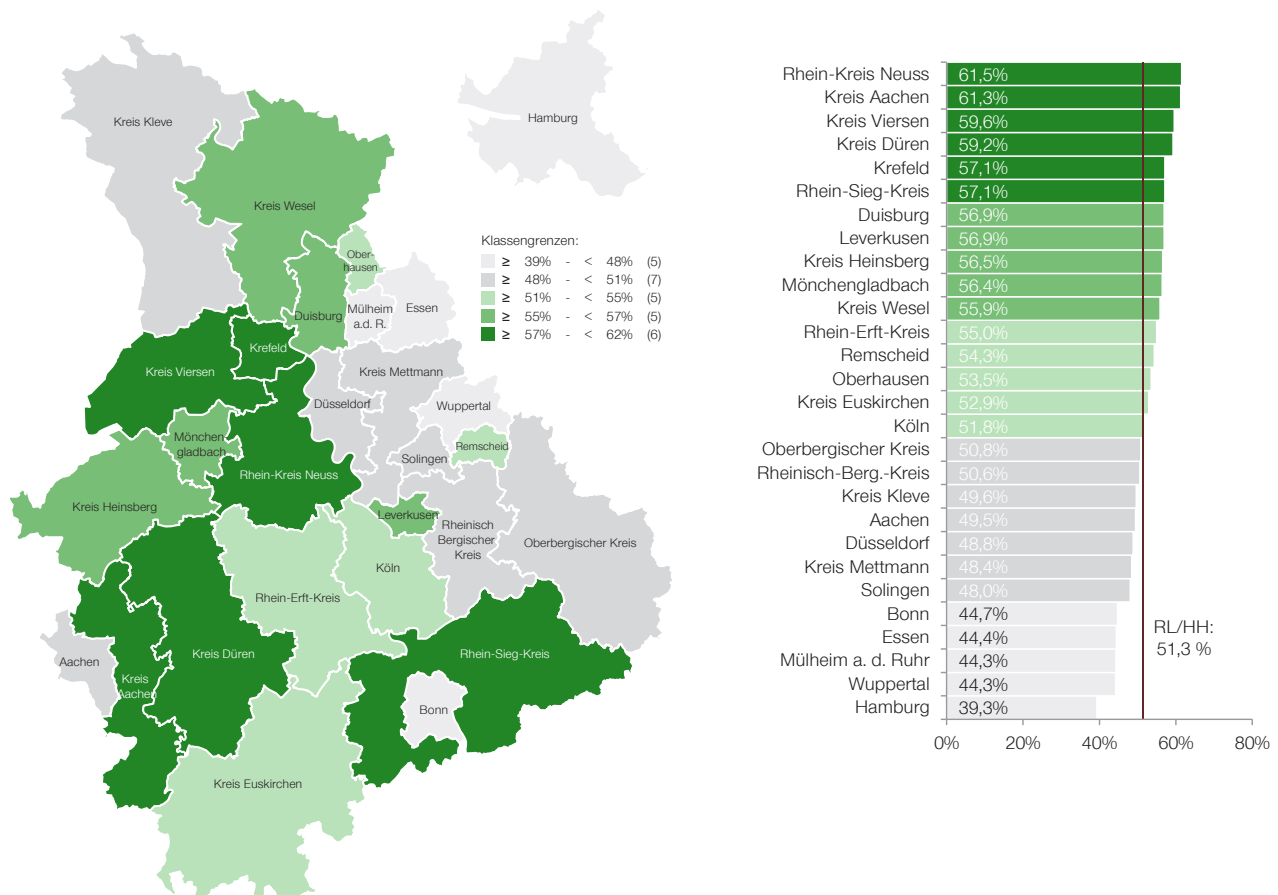 Kreis Kleve
Hamburg
Kreis Wesel
Klassengrenzen:
≥ 39% - < 48% (5)
≥ 48% - < 51% (7)
≥ 51% - < 55% (5)
≥ 55% - < 57% (5)
≥ 57% - < 62% (6)
Ober-
hausen
Mülheim
a.d. R.
Essen
Duisburg
Krefeld
Kreis Viersen
Kreis Mettmann
Düsseldorf
Wuppertal
Mönchen
gladbach
Remscheid
Solingen
Rhein-Kreis Neuss
Kreis Heinsberg
Leverkusen
Rheinisch
Bergischer
Kreis
Oberbergischer Kreis
Köln
Rhein-Erft-Kreis
Kreis Düren
Rhein-Sieg-Kreis
Aachen
Kreis
Aachen
Bonn
Kreis Euskirchen
Rhein-Kreis Neuss 61,5%
Kreis Aachen 61,3%
Kreis Viersen 59,6%
Kreis Düren 59,2%
Krefeld 57,1%
Rhein-Sieg-Kreis 57,1%
Duisburg 56,9%
Leverkusen 56,9%
Kreis Heinsberg 56,5%
Möchengladbach 56,4%
Kreis Wesel 55,9%
Rhein-Erft-Kreis 55,0%
Remscheid 54,3%
Oberhausen 53,5%
Kreis Euskirchen 52,9%
Köln 51,8%
Oberbergischer Kreis 50,8%
Rheinisch-Berg.-Kreis 50,6%
Kreis Kleve 49,6%
Aachen 49,5%
Düsseldorf 48,8%
Kreis Mettmann 48,4%
Solingen 48,0%
Bonn 44,7%
Essen 44,4%
Mülheim a. d. Ruhr 44,3%
Wuppertal 44,3%
Hamburg 39,3%
RL/HH:
51,3 %
0% 20% 40% 60% 80%